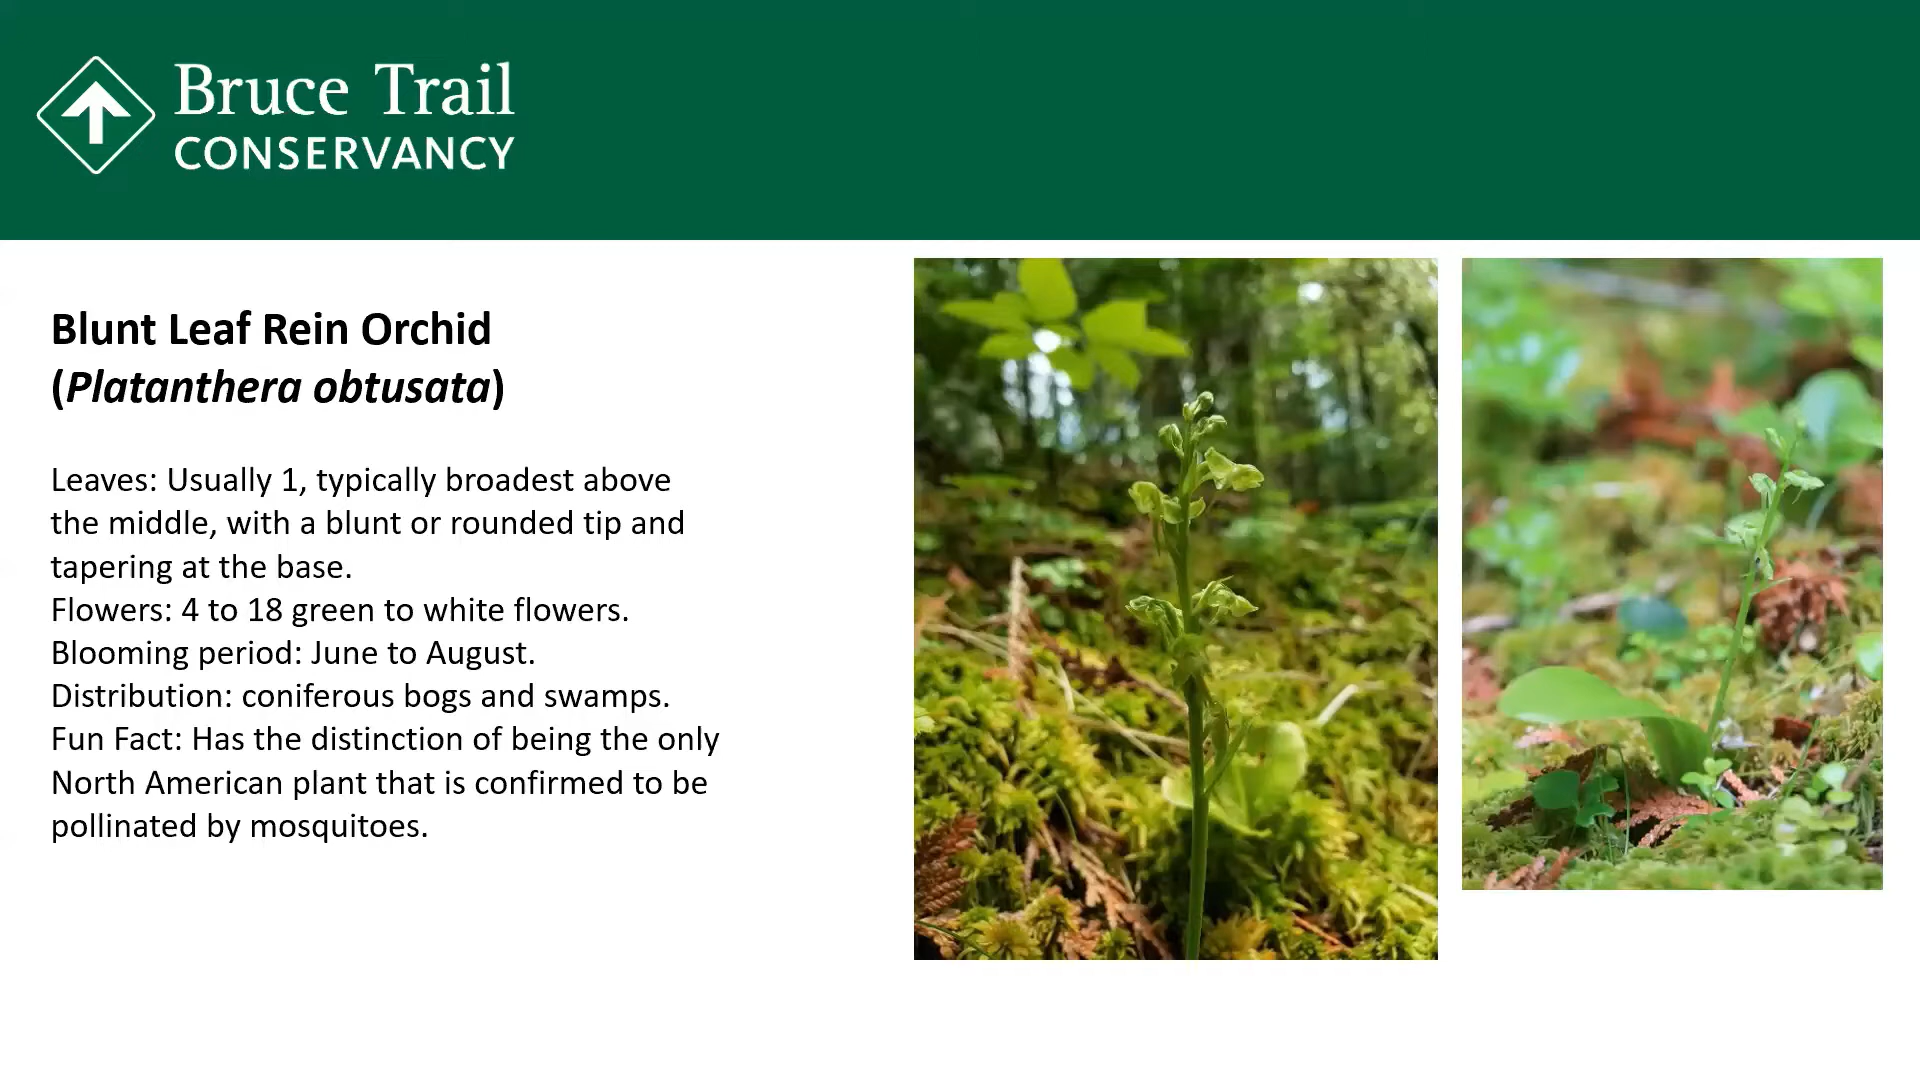 Bruce Trail
CONSERVANCY
Blunt Leaf Rein Orchid
(Platanthera obtusata)
Leaves: Usually 1, typically broadest above
the middle, with a blunt or rounded tip and
tapering at the base.
Flowers: 4 to 18 green to white flowers.
Blooming period: June to August.
Distribution: coniferous bogs and swamps.
Fun Fact: Has the distinction of being the only
North American plant that is confirmed to be
pollinated by mosquitoes.